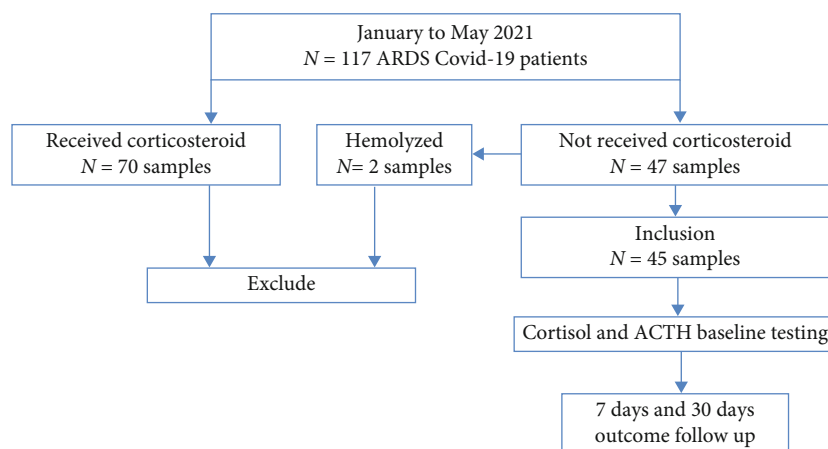 January to May 2021
N = 117 ARDS Covid-19 patients
Received corticosteroid
N = 70 samples
Hemolyzed
N= 2 samples
Not received corticosteroid
N = 47 samples
Inclusion
N = 45 samples
Exclude
Cortisol and ACTH baseline testing
7 days and 30 days
outcome follow up